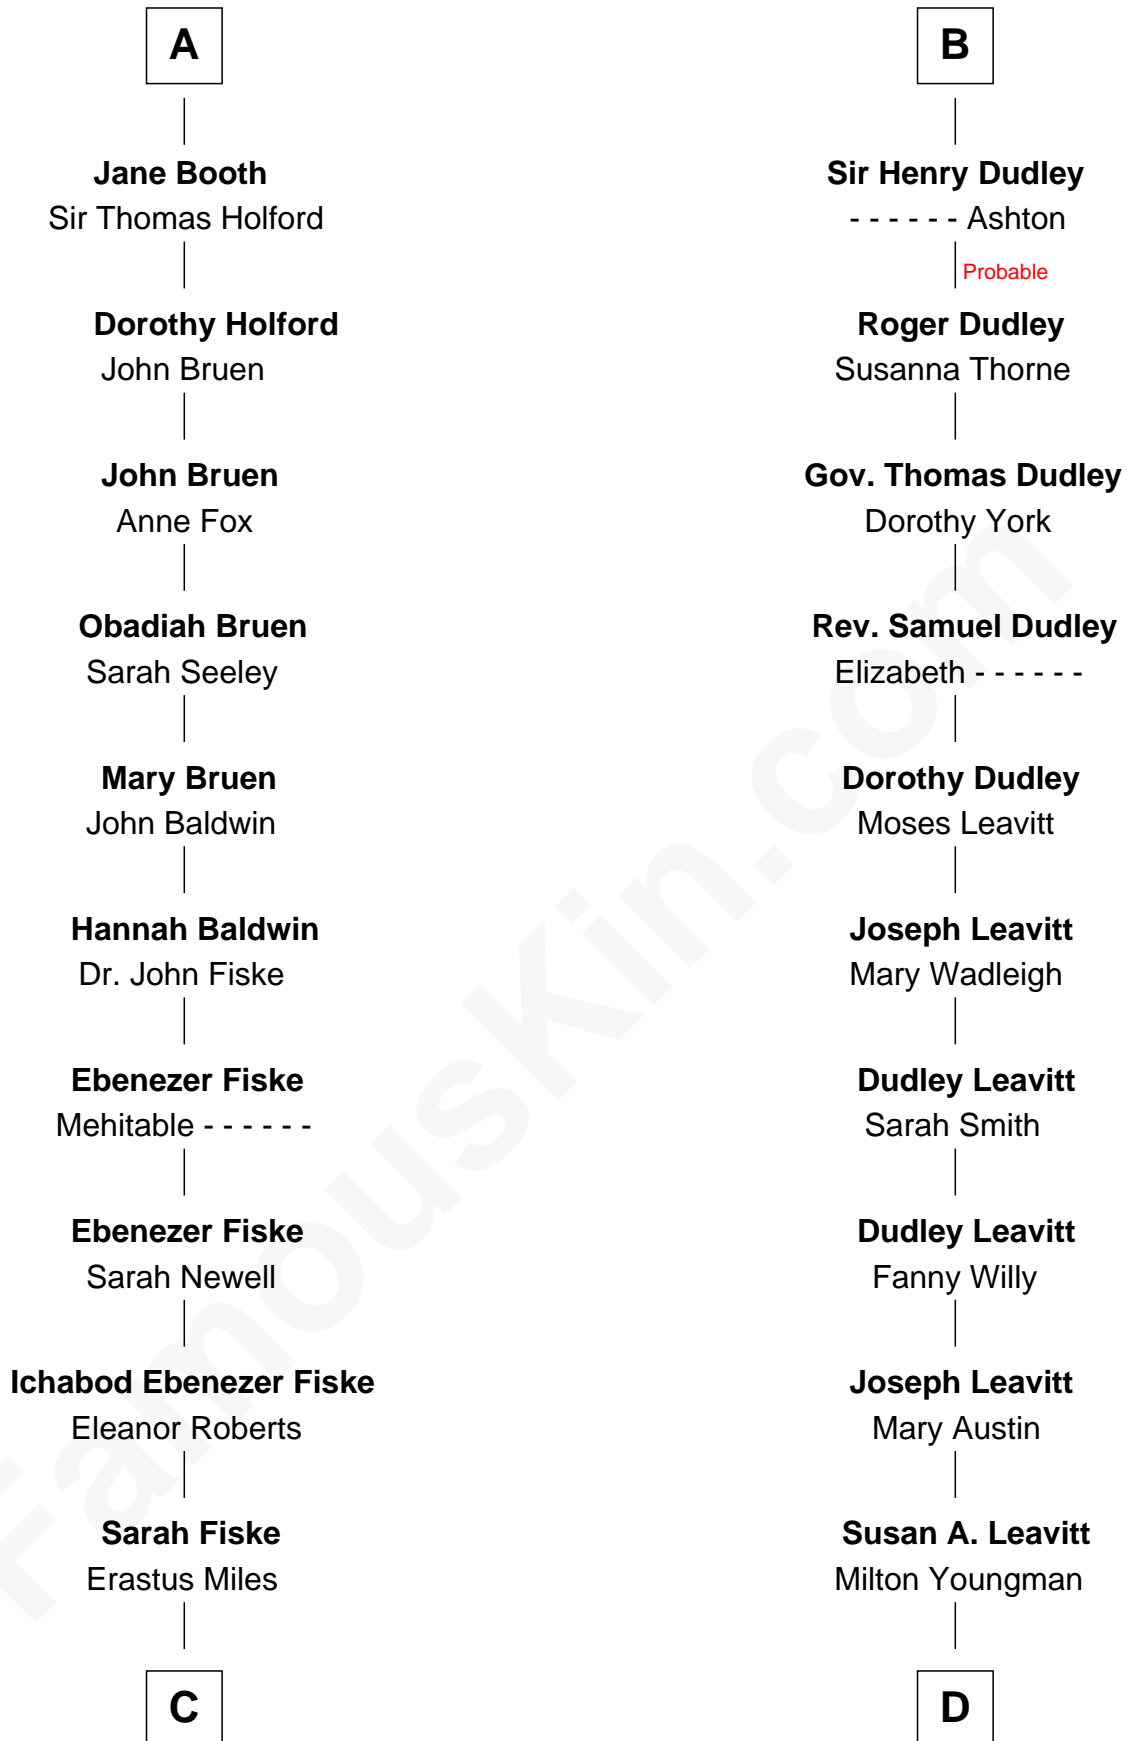 A
Jane Booth
Sir Thomas Holford
Dorothy Holford
John Bruen
John Bruen
Anne Fox
Obadiah Bruen
Sarah Seeley
Mary Bruen
John Baldwin
Hannah Baldwin
Dr. John Fiske
Ebenezer Fiske
Mehitable - - - - - -
Ebenezer Fiske
Sarah Newell
Ichabod Ebenezer Fiske
Eleanor Roberts
Sarah Fiske
Erastus Miles
C
B
Sir Henry Dudley
- - - - - - Ashton
Probable
Roger Dudley
Susanna Thorne
Gov. Thomas Dudley
Dorothy York
Rev. Samuel Dudley
Elizabeth - - - - - -
Dorothy Dudley
Moses Leavitt
Joseph Leavitt
Mary Wadleigh
Dudley Leavitt
Sarah Smith
Dudley Leavitt
Fanny Willy
Joseph Leavitt
Mary Austin
Susan A. Leavitt
Milton Youngman
D
FamousKin.com